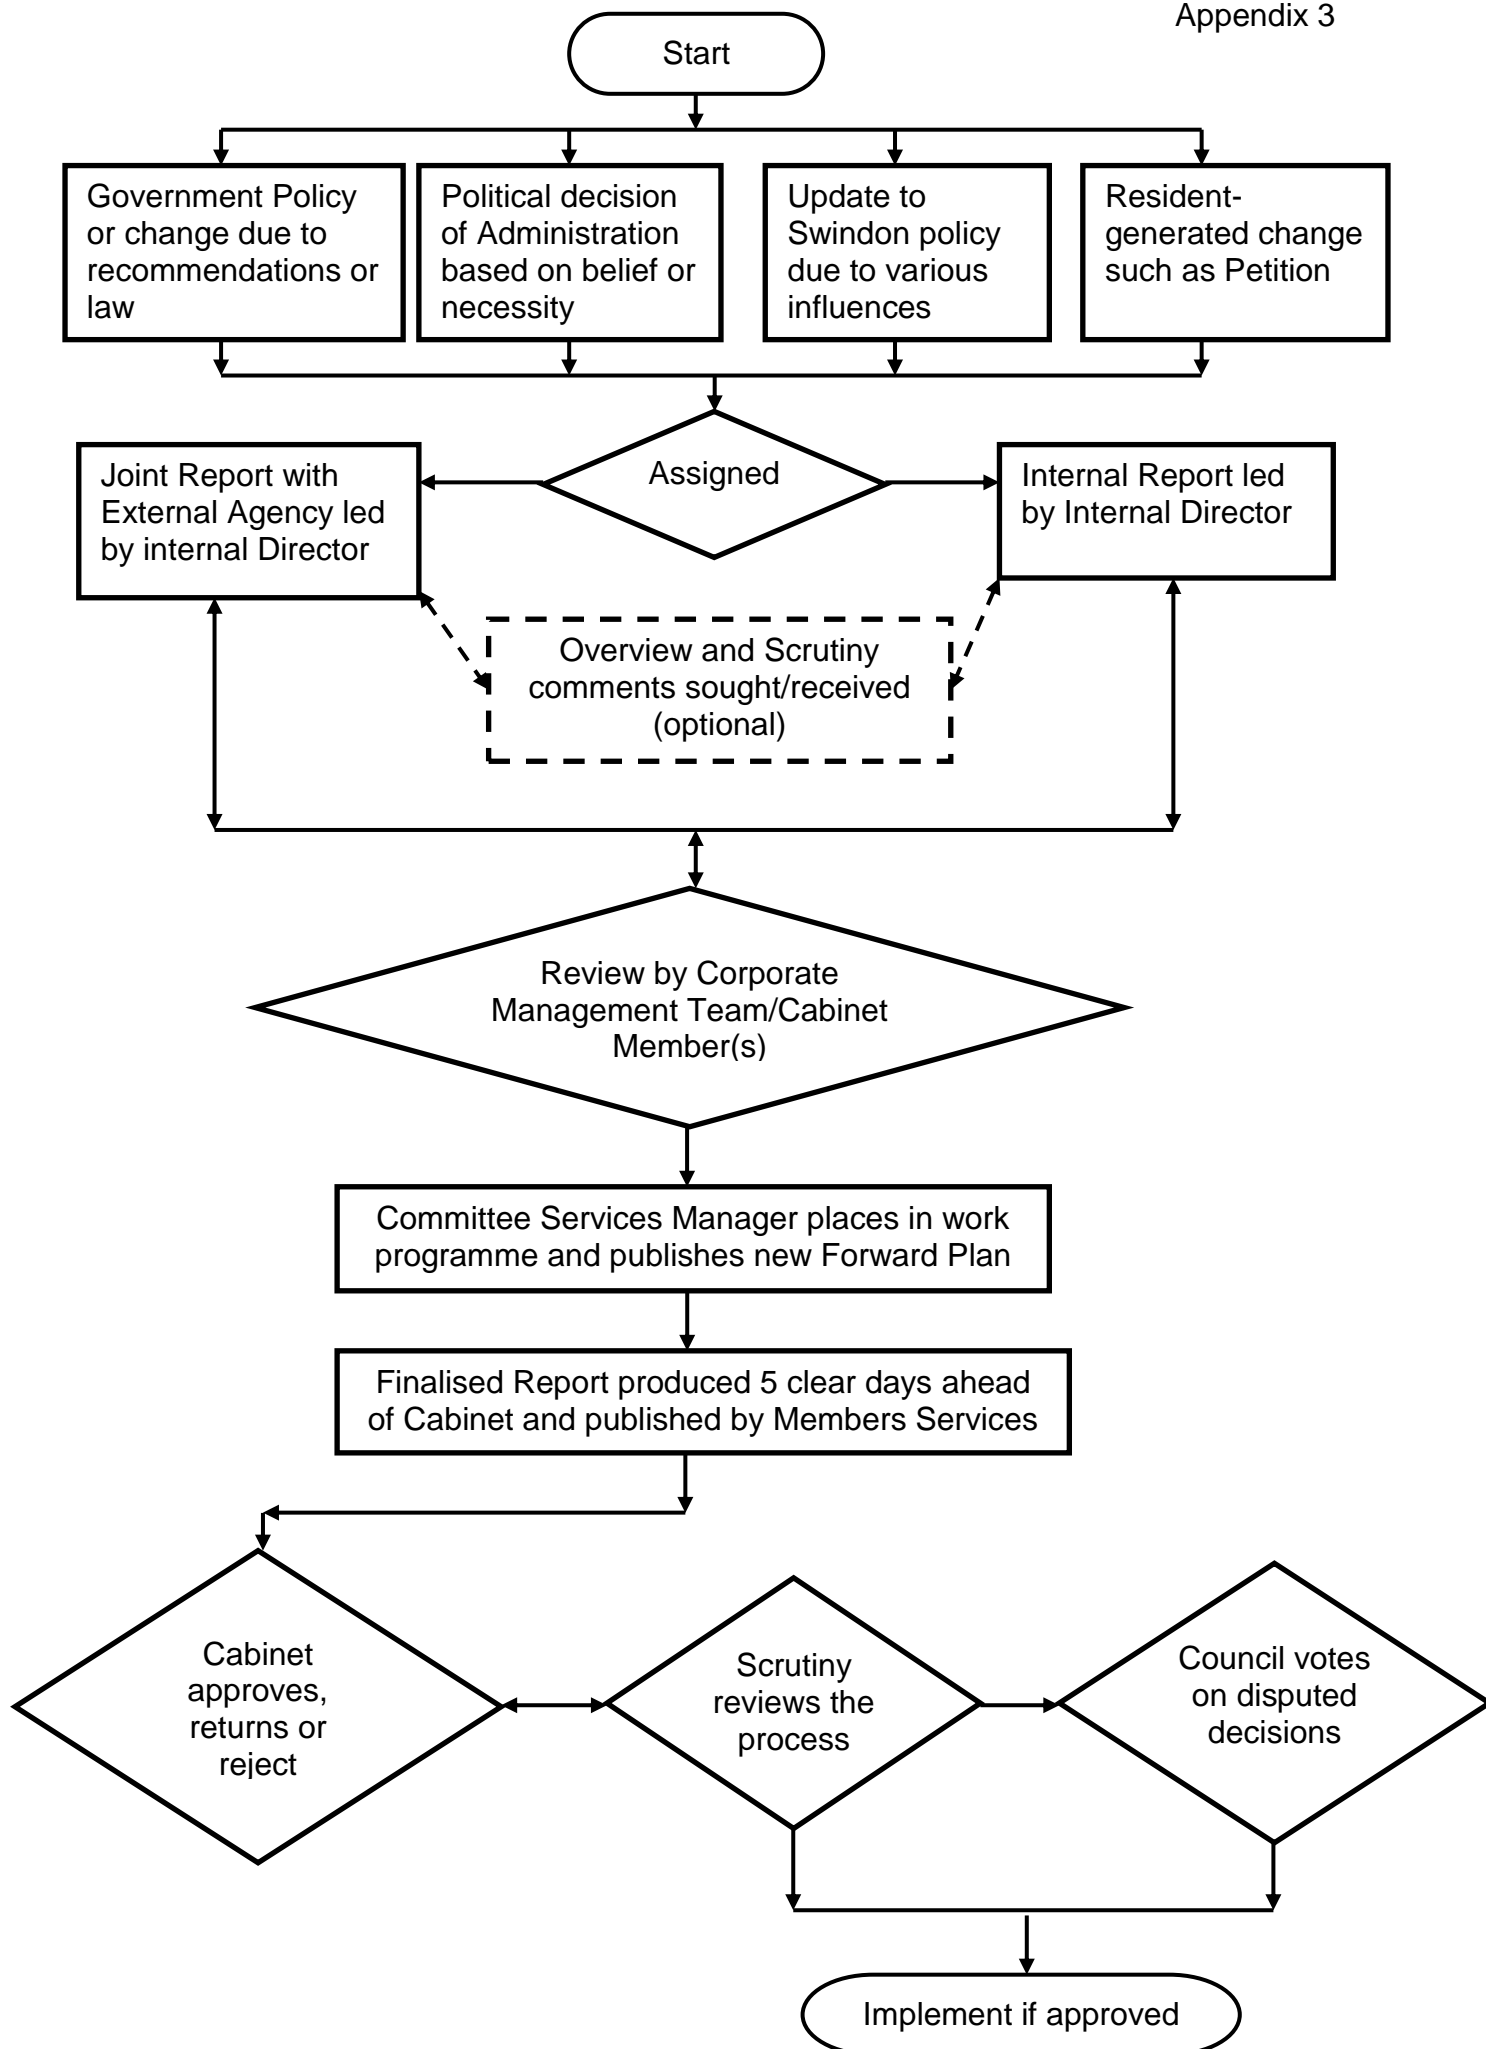 Appendix 3
Start
Government Policy
or change due to
recommendations or
law
Political decision
of Administration
based on belief or
necessity
Update to
Swindon policy
due to various
influences
Resident-
generated change
such as Petition
Assigned
Joint Report with
External Agency led
by internal Director
Internal Report led
by Internal Director
Overview and Scrutiny
comments sought/received
(optional)
Review by Corporate
Management Team/Cabinet
Member(s)
Committee Services Manager places in work
programme and publishes new Forward Plan
Finalised Report produced 5 clear days ahead
of Cabinet and published by Members Services
Cabinet
approves,
returns or
reject
Scrutiny
reviews the
process
Council votes
on disputed
decisions
Implement if approved